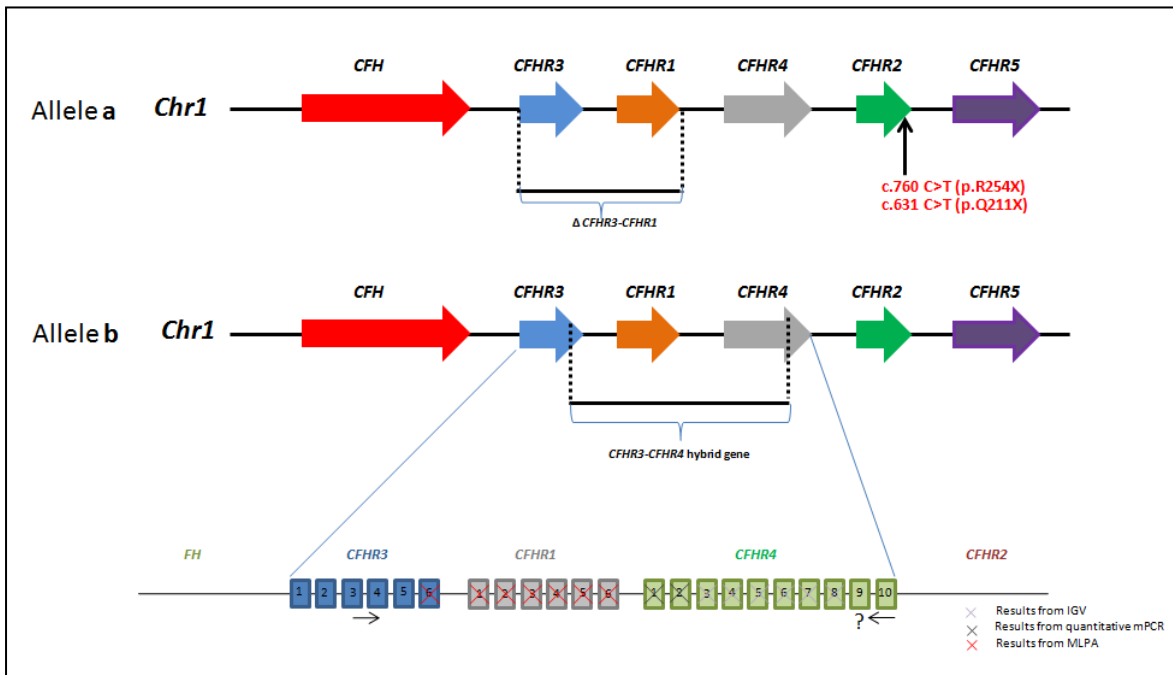 CFH CFHR3 CFHR1 CFHR4 CFHR2 CFHR5
Allele a Chr1
c.760 C>T (p.R254X)
c.631 C>T (p.Q211X)
Δ CFHR3-CFHR1
CFH CFHR3 CFHR1 CFHR4 CFHR2 CFHR5
Allele b Chr1
CFHR3-CFHR4 hybrid gene
FH CFHR3 CFHR1 CFHR4 CFHR2
1 2 3 4 5 6 1 2 3 4 5 6 1 2 3 4 5 6 7 8 9 10
?
Results from IGV
Results from quantitative mPCR
Results from MLPA